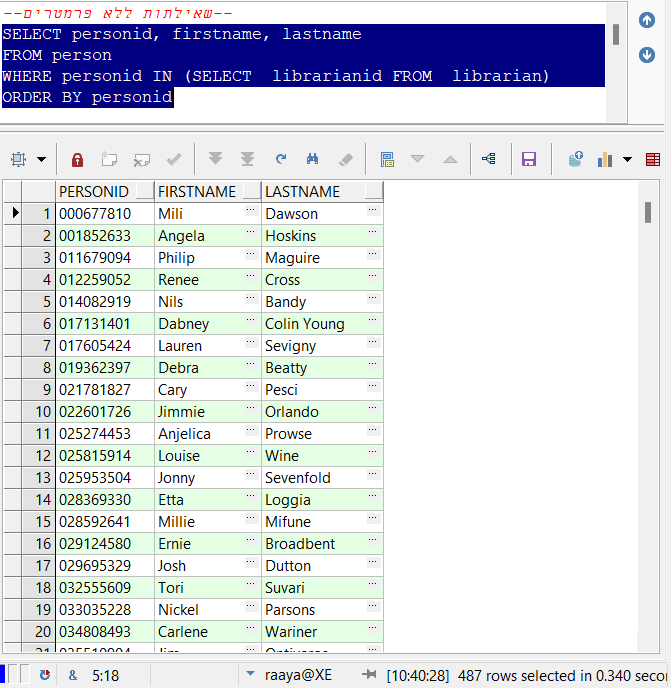 --שאילתות ללא פרמטרים--
SELECT personid, firstname, lastname
FROM person
WHERE personid IN (SELECT  librarianid FROM  librarian)
ORDER BY personid
PERSONID FIRSTNAME LASTNAME
1 000677810 Mili ... Dawson ...
2 001852633 Angela ... Hoskins ...
3 011679094 Philip ... Maguire ...
4 012259052 Renee ... Cross ...
5 014082919 Nils ... Bandy ...
6 017131401 Dabney ... Colin Young ...
7 017605424 Lauren ... Sevigny ...
8 019362397 Debra ... Beatty ...
9 021781827 Cary ... Pesci ...
10 022601726 Jimmie ... Orlando ...
11 025274453 Anjelica ... Prowse ...
12 025815914 Louise ... Wine ...
13 025953504 Jonny ... Sevenfold ...
14 028369330 Etta ... Loggia ...
15 028592641 Millie ... Mifune ...
16 029124580 Ernie ... Broadbent ...
17 029695329 Josh ... Dutton ...
18 032555609 Tori ... Suvari ...
19 033035228 Nickel ... Parsons ...
20 034808493 Carlene ... Wariner ...
& 5:18 raaya@XE [10:40:28] 487 rows selected in 0.340 seco